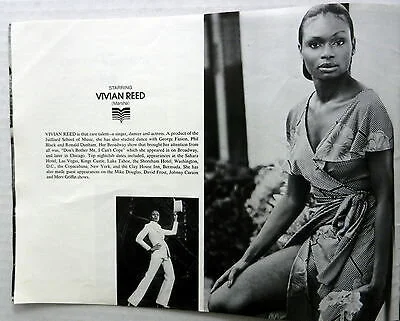 STARRING
VIVIAN REED
(Marsha)
VIVIAN REED is that rare talent—a singer, dancer and actress. A product of the
Juilliard School of Music, she has also studied dance with George Faison, Phil
Black and Ronald Dunham. Her Broadway show that brought her attention from
all was, "Don't Bother Me, I Can't Cope" which she appeared in on Broadway,
and later in Chicago. Top nightclub dates included, appearances at the Sahara
Hotel, Las Vegas, Kings Castle, Lake Tahoe, the Shoreham Hotel, Washington,
D.C., the Copacabana, New York, and the Clay House Inn, Bermuda. She has
also made guest appearances on the Mike Douglas, David Frost, Johnny Carson
and Merv Griffin shows.